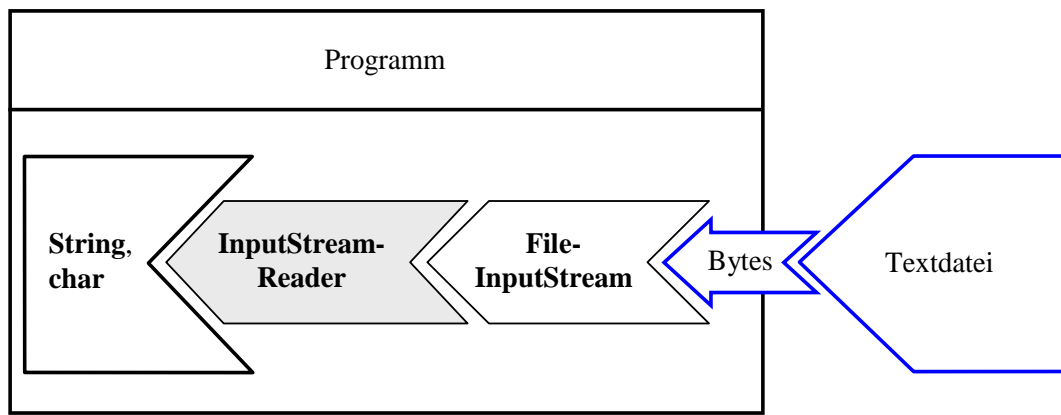 Programm
String,
char
InputStream-
Reader
File-
InputStream
Bytes
Textdatei